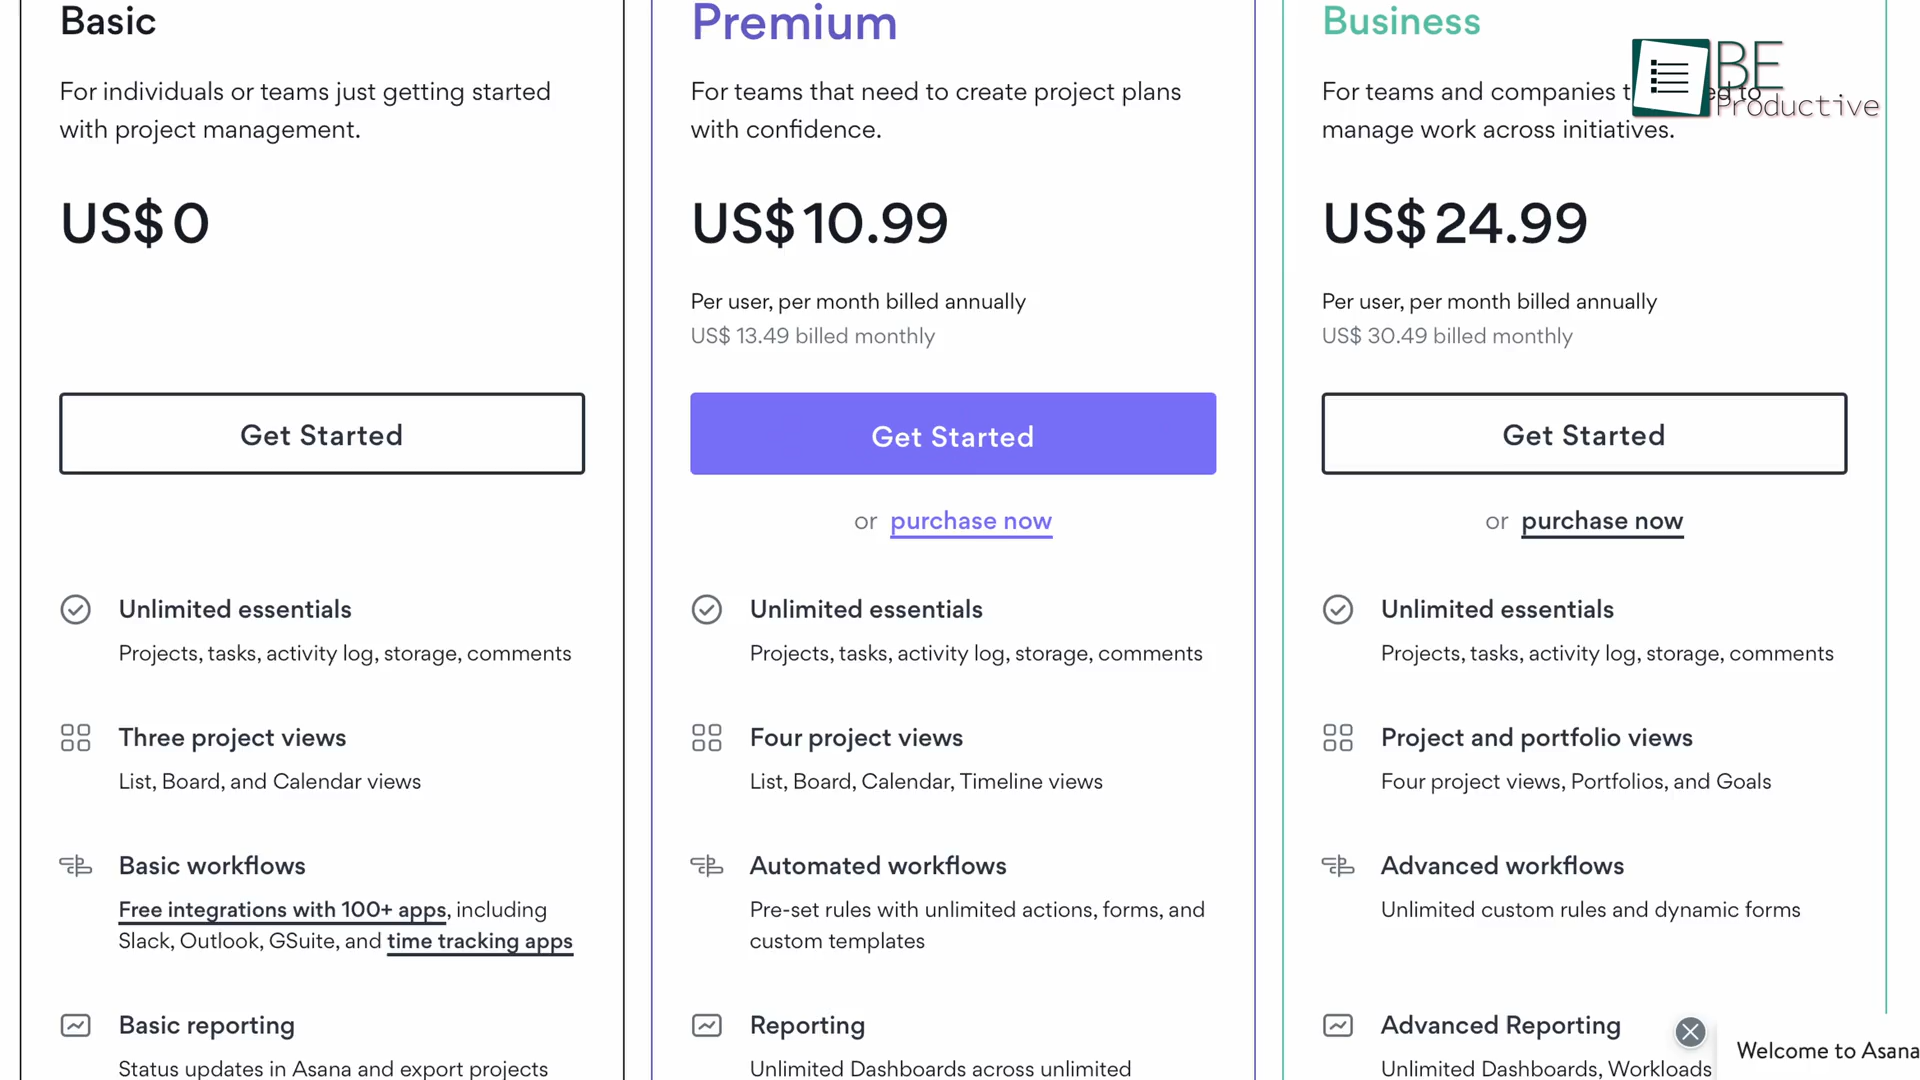 Basic
For individuals or teams just getting started
with project management.
US$ 0
Get Started
Unlimited essentials
Projects, tasks, activity log, storage, comments
Three project views
List, Board, and Calendar views
Basic workflows
Free integrations with 100+ apps, including
Slack, Outlook, GSuite, and time tracking apps
Basic reporting
Status updates in Asana and export projects
Premium
For teams that need to create project plans
with confidence.
US$ 10.99
Per user, per month billed annually
US$ 13.49 billed monthly
Get Started
or purchase now
Unlimited essentials
Projects, tasks, activity log, storage, comments
Four project views
List, Board, Calendar, Timeline views
Automated workflows
Pre-set rules with unlimited actions, forms, and
custom templates
Reporting
Unlimited Dashboards across unlimited
Business
For teams and companies to
manage work across initiatives.
US$ 24.99
Per user, per month billed annually
US$ 30.49 billed monthly
Get Started
or purchase now
Unlimited essentials
Projects, tasks, activity log, storage, comments
Project and portfolio views
Four project views, Portfolios, and Goals
Advanced workflows
Unlimited custom rules and dynamic forms
Advanced Reporting
Unlimited Dashboards, Workloads
BE
Productive
Welcome to Asana